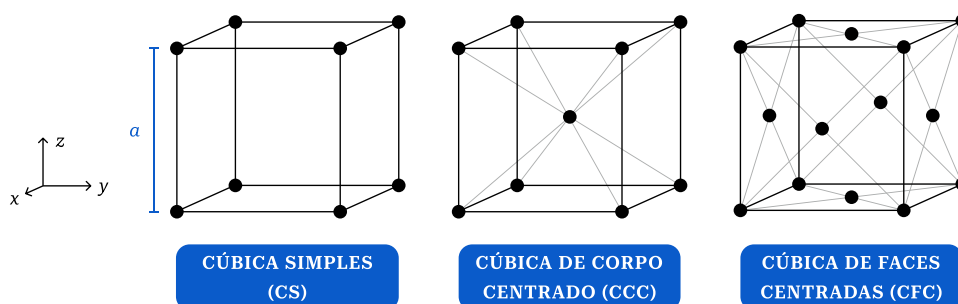 a
z
y
x
CÚBICA SIMPLES
(CS)
CÚBICA DE CORPO
CENTRADO (CCC)
CÚBICA DE FACES
CENTRADAS (CFC)